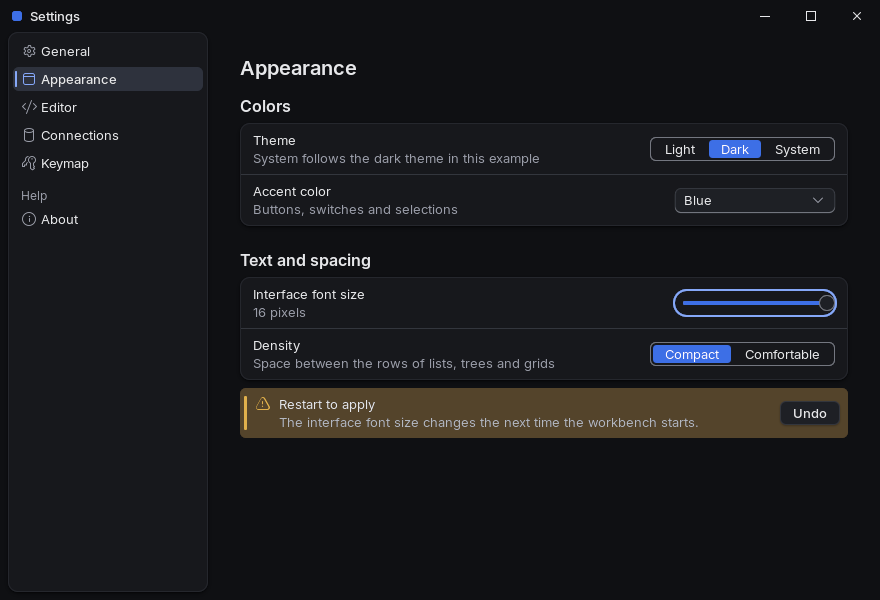 Settings
General
Appearance
Editor
Connections
Keymap
Help
About
Appearance
Colors
Theme
System follows the dark theme in this example
Light Dark System
Accent color
Buttons, switches and selections
Blue
Text and spacing
Interface font size
16 pixels
Density
Space between the rows of lists, trees and grids
Compact Comfortable
Restart to apply
The interface font size changes the next time the workbench starts.
Undo